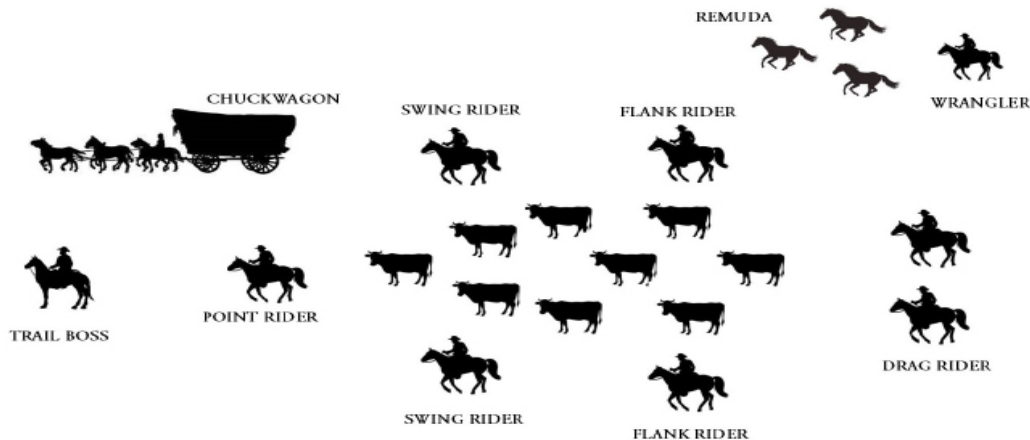 REMUDA
CHUCKWAGON
SWING RIDER
FLANK RIDER
WRANGLER
TRAIL BOSS
POINT RIDER
DRAG RIDER
SWING RIDER
FLANK RIDER